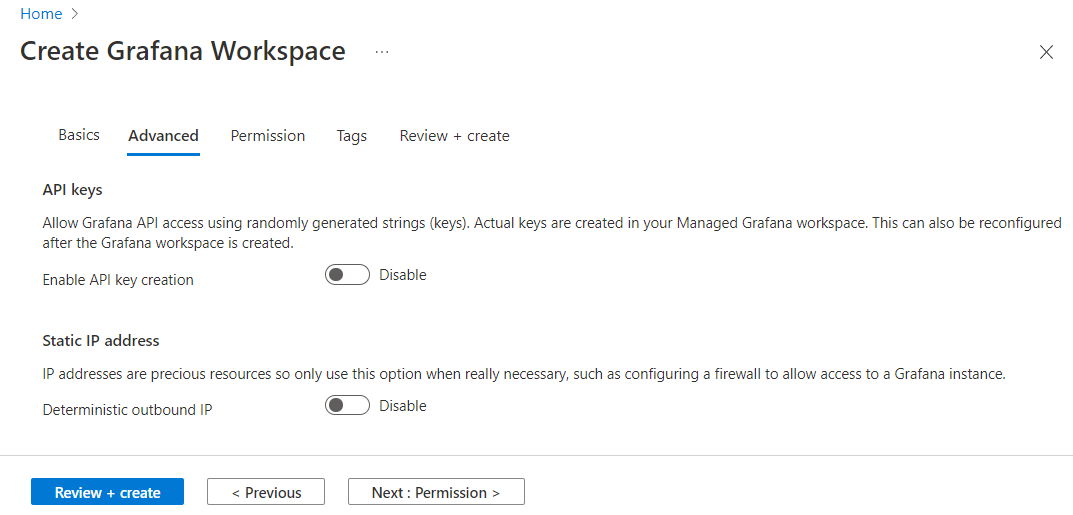 Home >
Create Grafana Workspace ...
Basics Advanced Permission Tags Review + create
API keys
Allow Grafana API access using randomly generated strings (keys). Actual keys are created in your Managed Grafana workspace. This can also be reconfigured
after the Grafana workspace is created.
Enable API key creation Disable
Static IP address
IP addresses are precious resources so only use this option when really necessary, such as configuring a firewall to allow access to a Grafana instance.
Deterministic outbound IP Disable
Review + create < Previous Next : Permission >